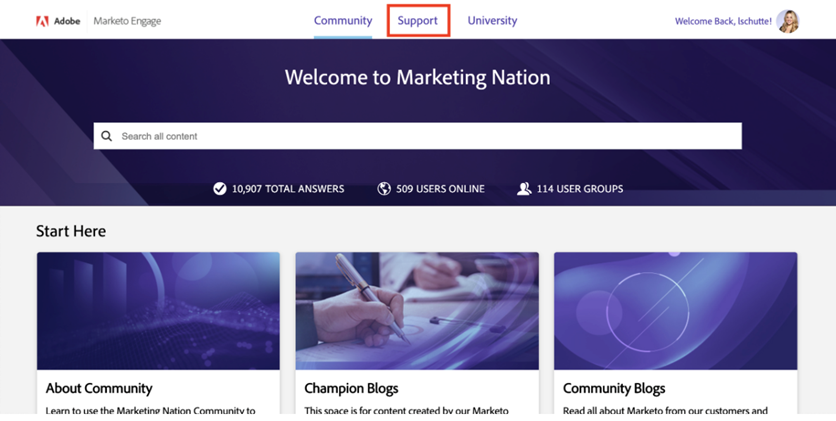 Adobe Marketo Engage Community Support University Welcome Back, lschutte!
Welcome to Marketing Nation
Search all content
10,907 TOTAL ANSWERS 509 USERS ONLINE 114 USER GROUPS
Start Here
About Community Champion Blogs Community Blogs
Learn to use the Marketing Nation Community to This space is for content created by our Marketo Read all about Marketo from our customers and